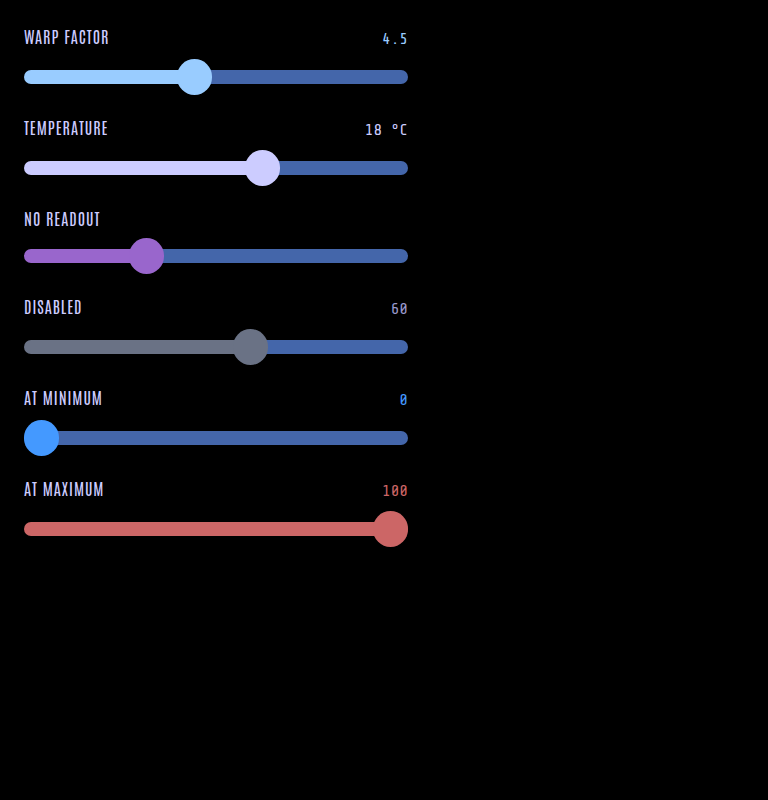 WARP FACTOR 4.5
TEMPERATURE 18 °C
NO READOUT
DISABLED 60
AT MINIMUM 0
AT MAXIMUM 100